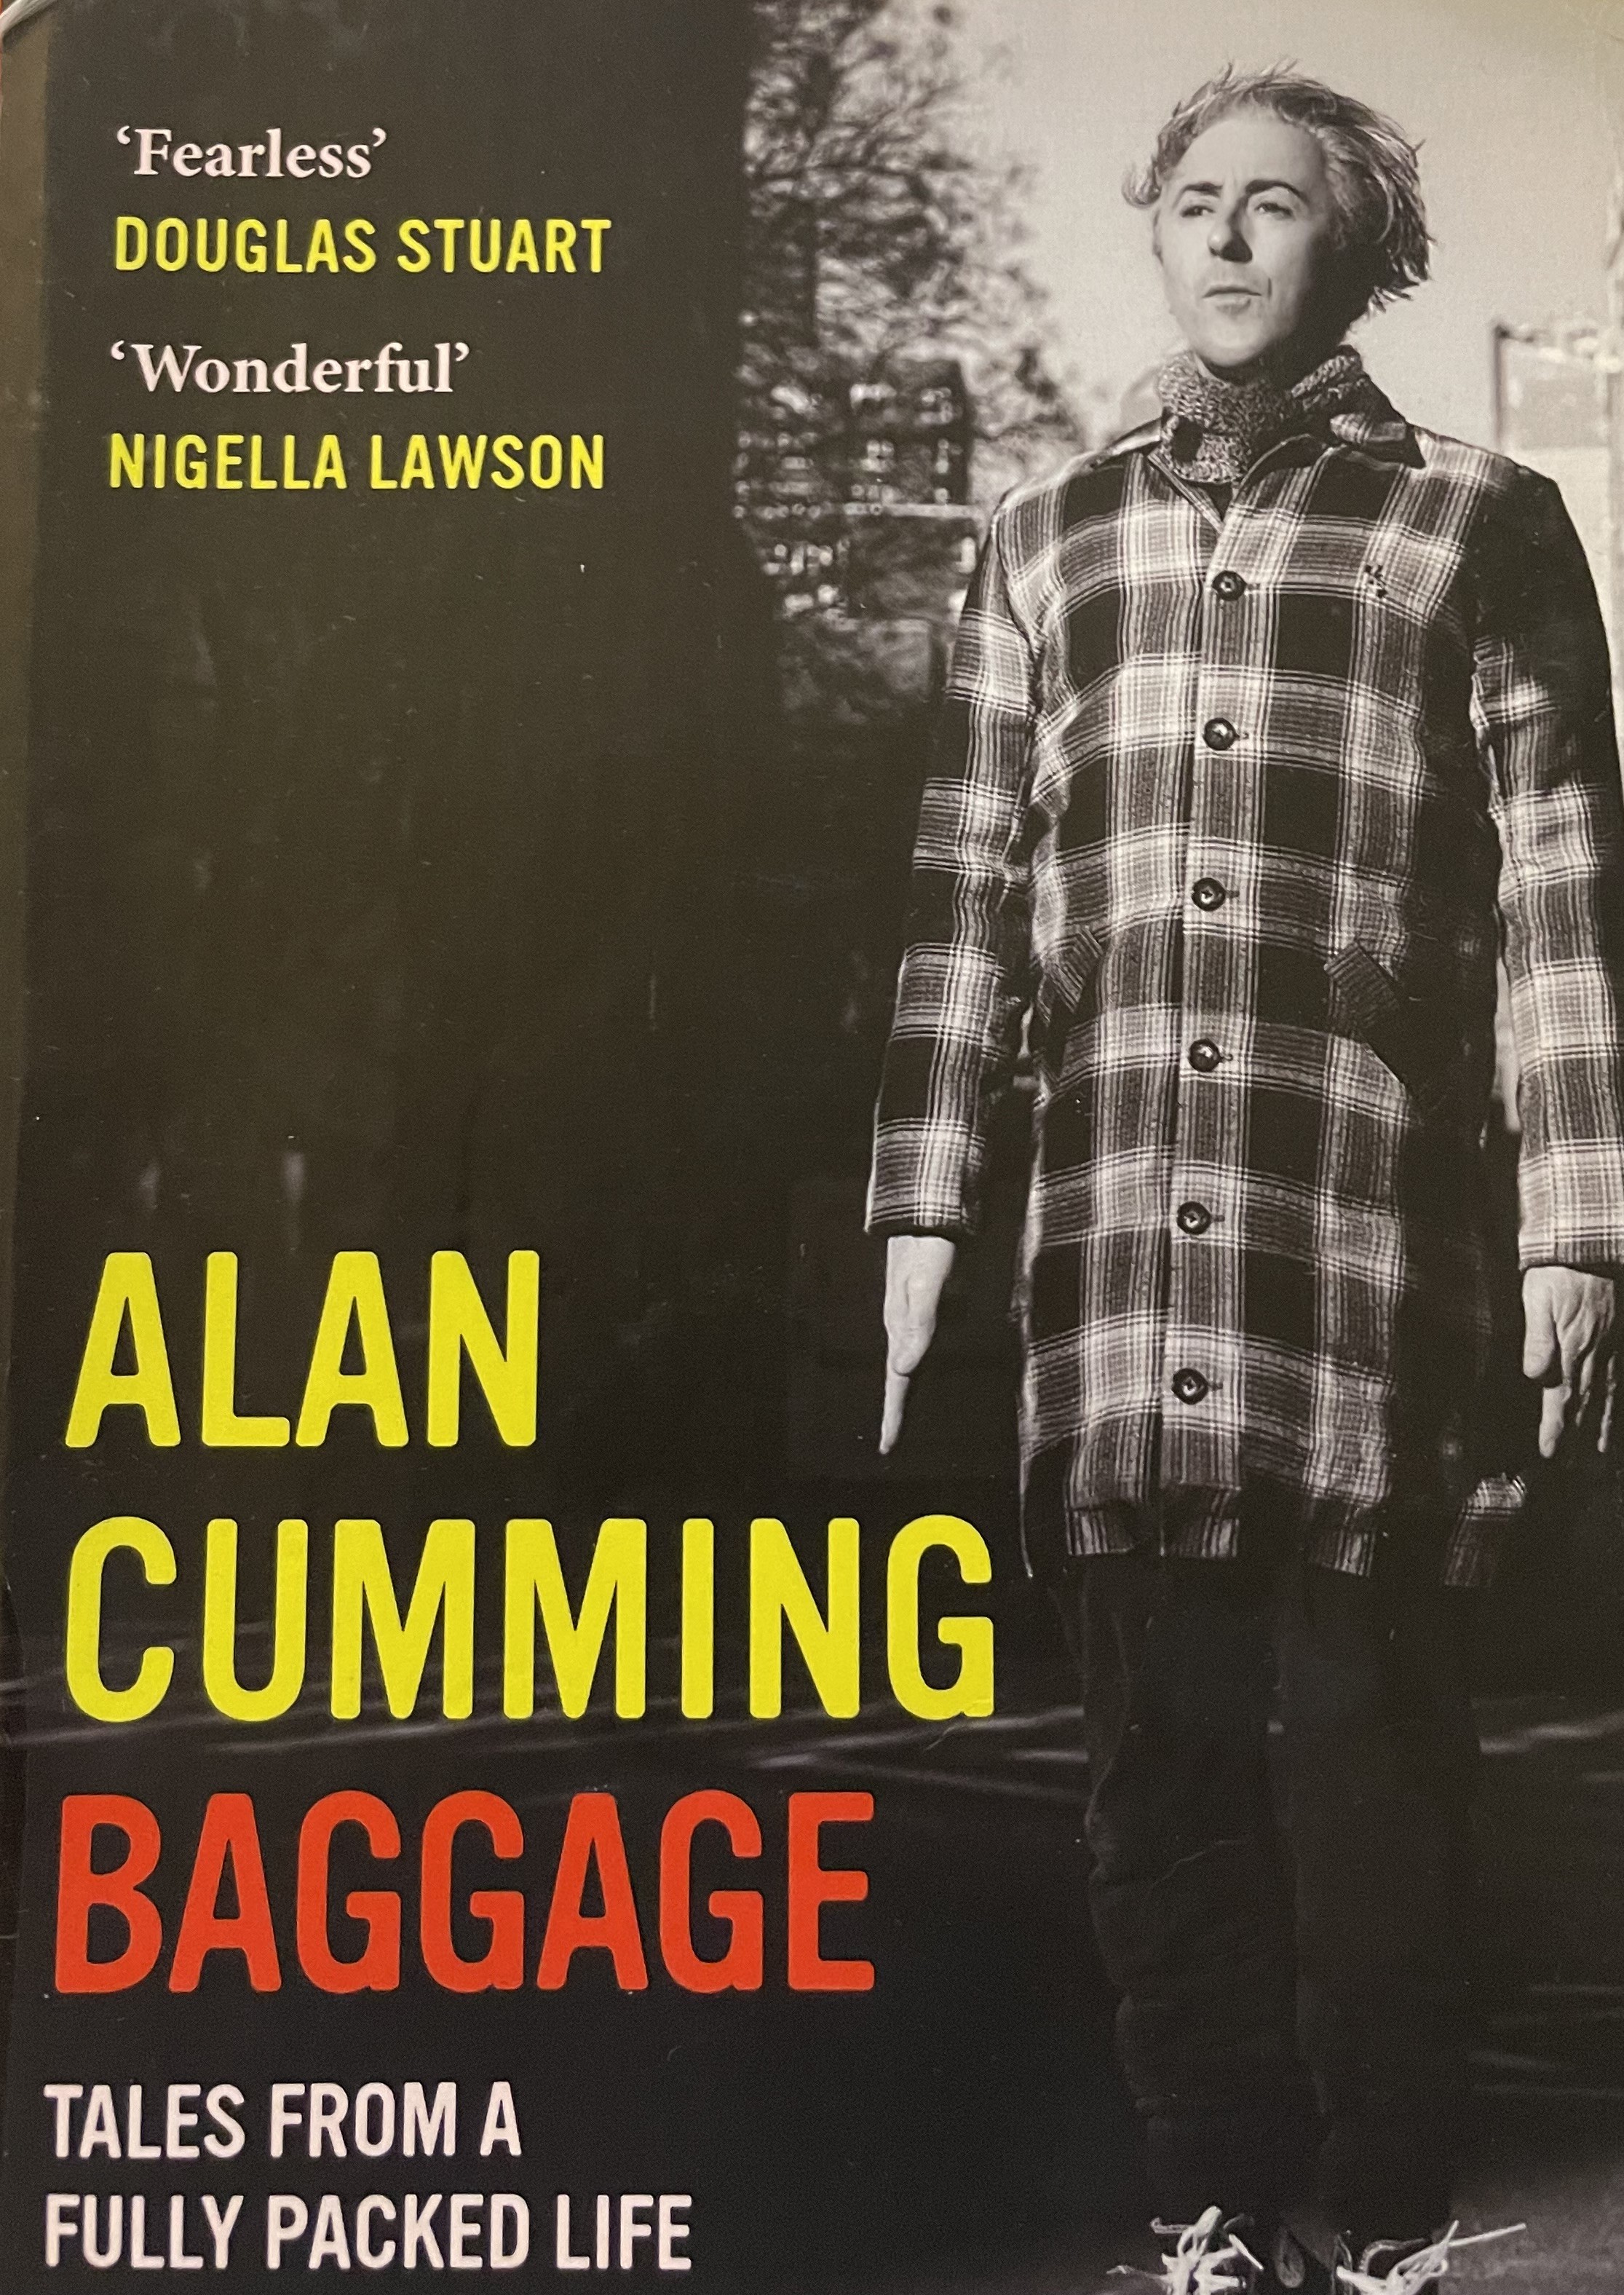 ‘Fearless’
DOUGLAS STUART
‘Wonderful’
NIGELLA LAWSON
ALAN
CUMMING
BAGGAGE
TALES FROM A
FULLY PACKED LIFE